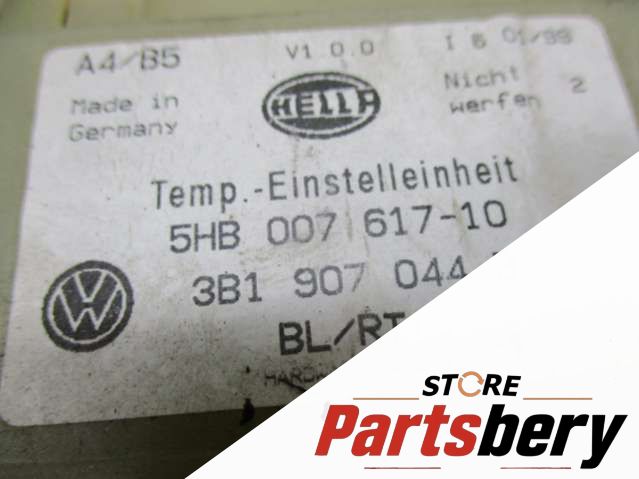 A4/B5 V1 0.0 I 6 01/99
Made in
Germany
HELLA
Nicht
werfen 2
Temp.-Einstelleinheit
5HB 007 617-10
3B1 907 044
VW
BL/RT
STORE
Partsbery